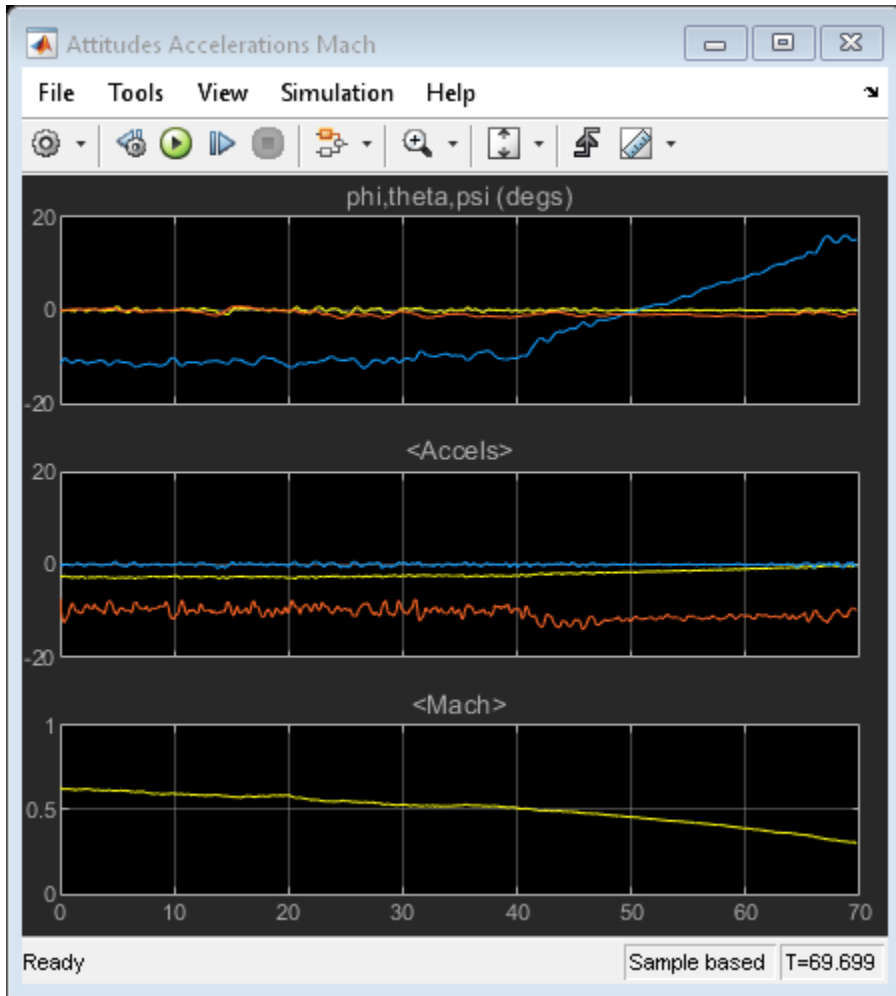 Attitudes Accelerations Mach
File Tools View Simulation Help
phi,theta,psi (degs)
20
0
-20
<Accels>
20
0
-20
<Mach>
1
0.5
0
0 10 20 30 40 50 60 70
Ready Sample based T=69.699